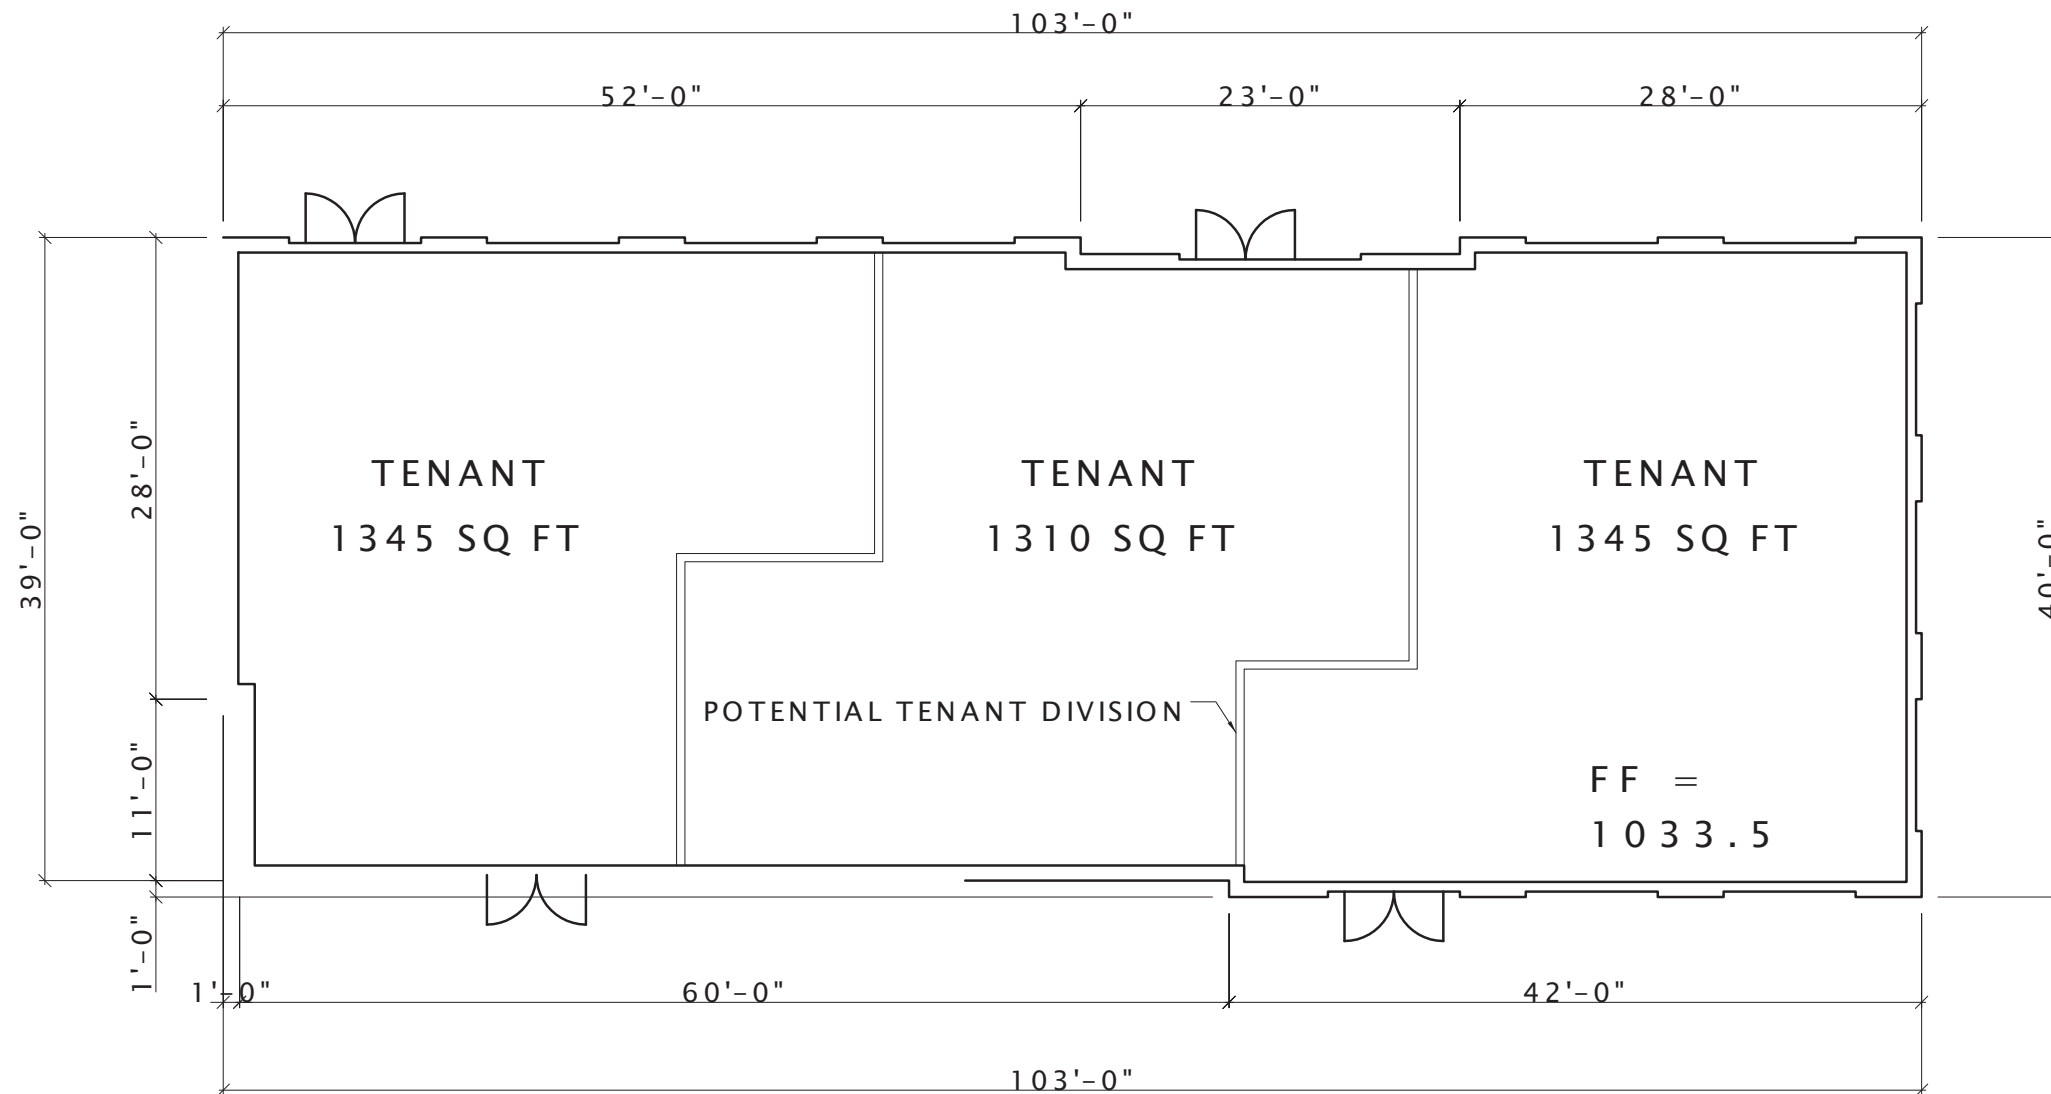 103'-0"
52'-0"
23'-0"
28'-0"
TENANT
1345 SQ FT
TENANT
1310 SQ FT
TENANT
1345 SQ FT
28'-0"
39'-0"
40'-0"
POTENTIAL TENANT DIVISION
11'-0"
FF =
1033.5
1'-0"
1'-0"
60'-0"
42'-0"
103'-0"